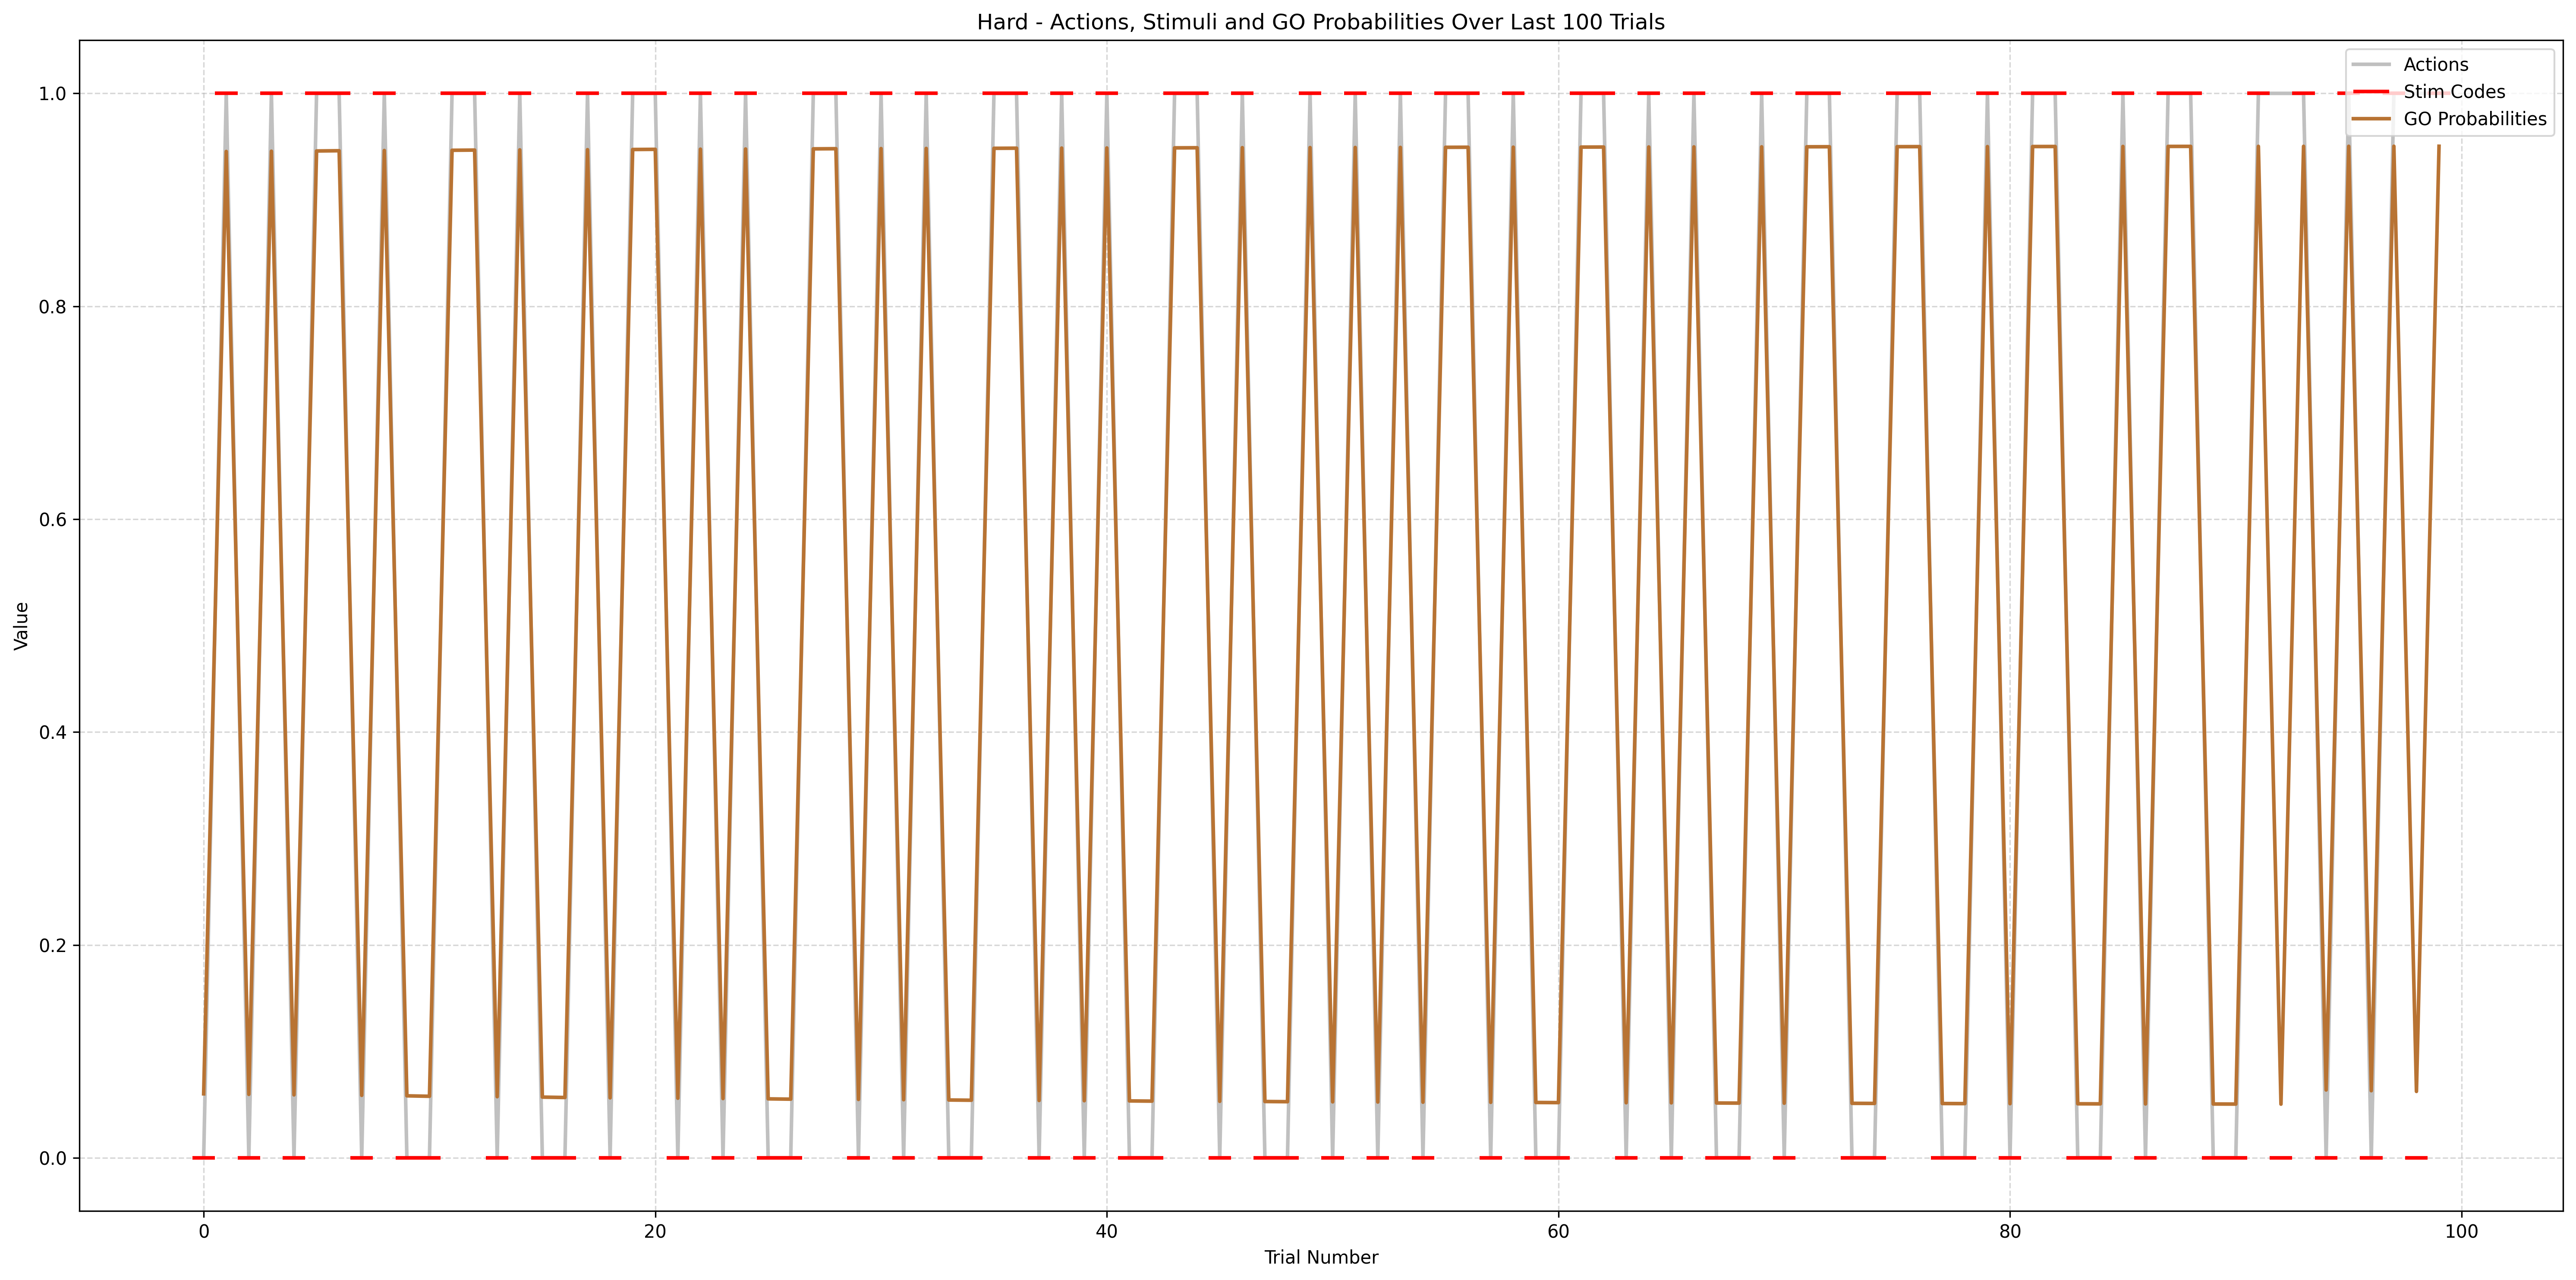 Hard - Actions, Stimuli and GO Probabilities Over Last 100 Trials
Actions
Stim Codes
GO Probabilities
1.0
0.8
0.6
0.4
0.2
0.0
Value
0 20 40 60 80 100
Trial Number